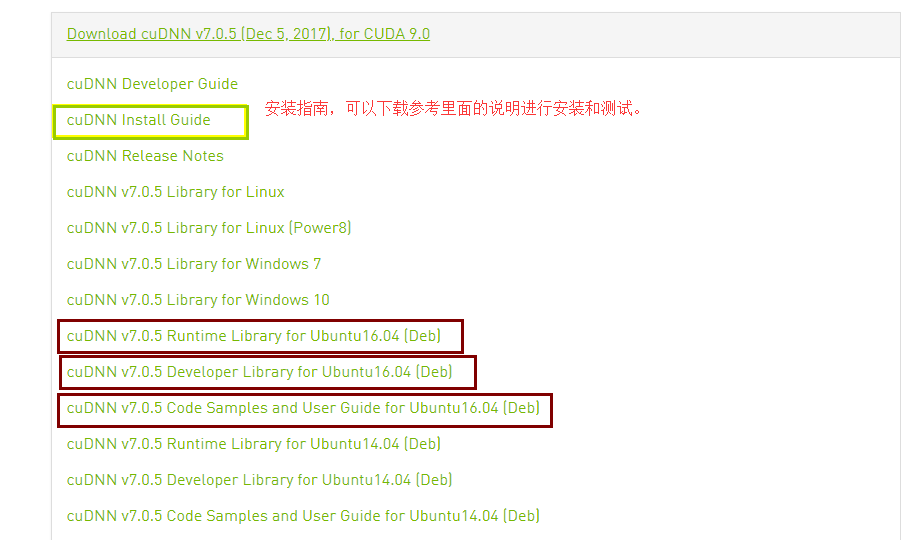 Download cuDNN v7.0.5 (Dec 5, 2017), for CUDA 9.0
cuDNN Developer Guide
安装指南，可以下载参考里面的说明进行安装和测试。
cuDNN Install Guide
cuDNN Release Notes
cuDNN v7.0.5 Library for Linux
cuDNN v7.0.5 Library for Linux (Power8)
cuDNN v7.0.5 Library for Windows 7
cuDNN v7.0.5 Library for Windows 10
cuDNN v7.0.5 Runtime Library for Ubuntu16.04 (Deb)
cuDNN v7.0.5 Developer Library for Ubuntu16.04 (Deb)
cuDNN v7.0.5 Code Samples and User Guide for Ubuntu16.04 (Deb)
cuDNN v7.0.5 Runtime Library for Ubuntu14.04 (Deb)
cuDNN v7.0.5 Developer Library for Ubuntu14.04 (Deb)
cuDNN v7.0.5 Code Samples and User Guide for Ubuntu14.04 (Deb)